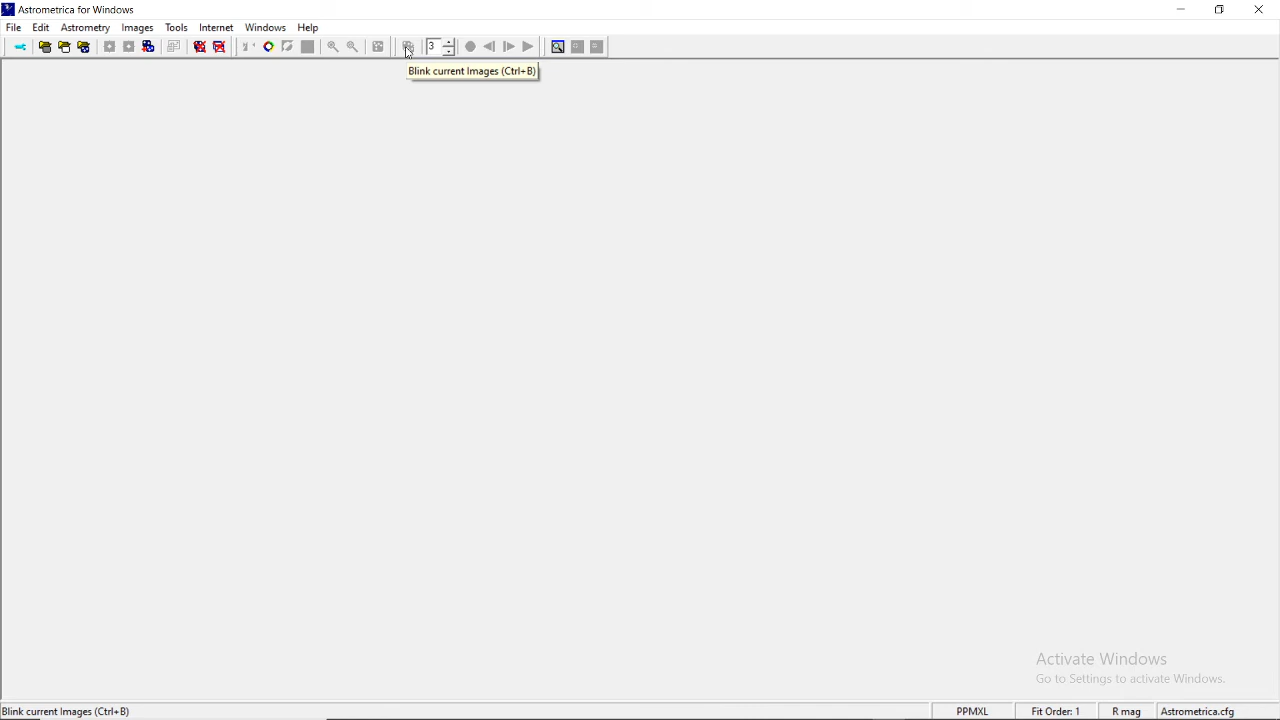 Astrometrica for Windows
File Edit Astrometry Images Tools Internet Windows Help
3
Blink current Images (Ctrl+B)
Activate Windows
Go to Settings to activate Windows.
Blink current Images (Ctrl+B) PPMXL Fit Order: 1 R mag Astrometrica.cfg